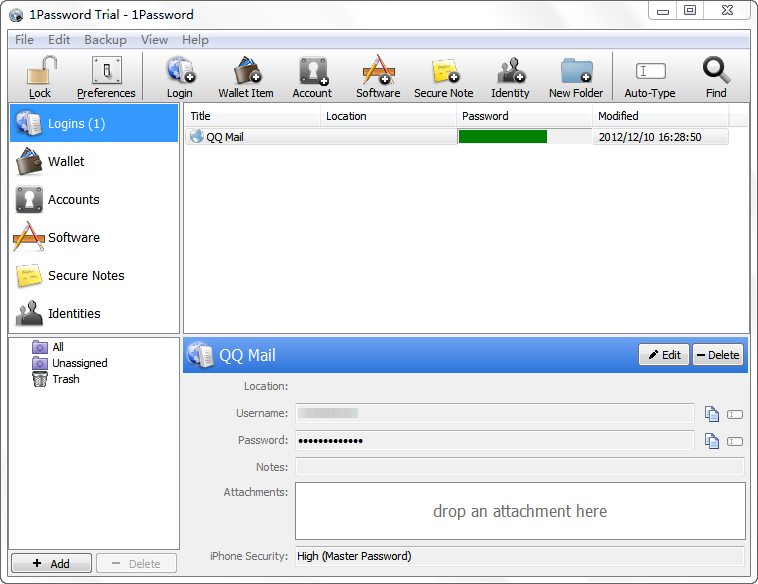 1Password Trial - 1Password
File Edit Backup View Help
Lock Preferences Login Wallet Item Account Software Secure Note Identity New Folder Auto-Type Find
Logins (1)
Wallet
Accounts
Software
Secure Notes
Identities
Title Location Password Modified
QQ Mail 2012/12/10 16:28:50
All
Unassigned
Trash
Add Delete
QQ Mail Edit Delete
Location:
Username:
Password: •••••••••••••
Notes:
Attachments: drop an attachment here
iPhone Security: High (Master Password)